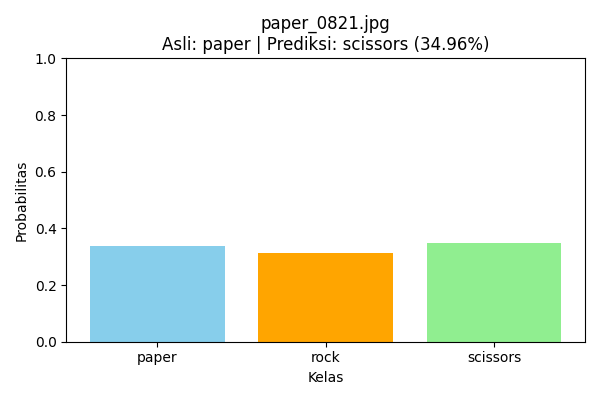 paper_0821.jpg
Asli: paper | Prediksi: scissors (34.96%)
1.0
0.8
0.6
0.4
0.2
0.0
Probabilitas
paper rock scissors
Kelas